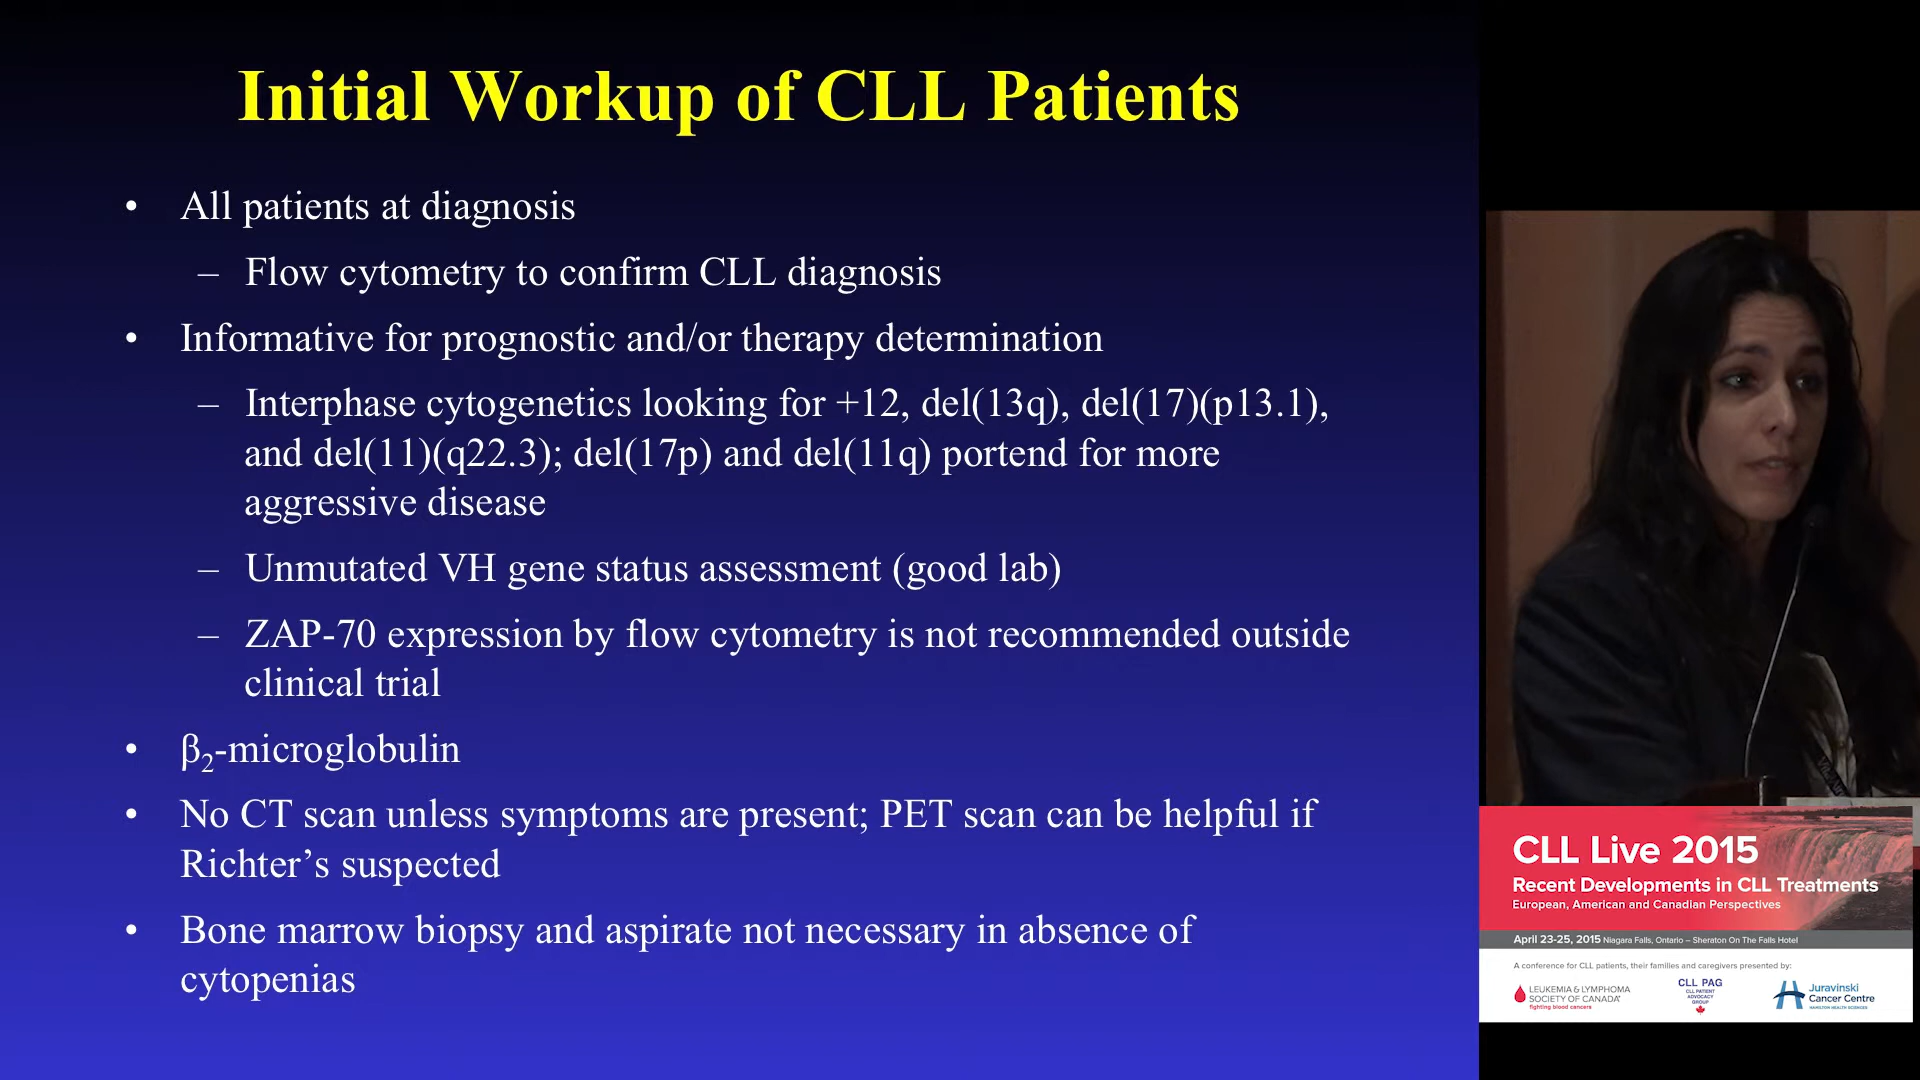 Initial Workup of CLL Patients
• All patients at diagnosis
– Flow cytometry to confirm CLL diagnosis
• Informative for prognostic and/or therapy determination
– Interphase cytogenetics looking for +12, del(13q), del(17)(p13.1),
and del(11)(q22.3); del(17p) and del(11q) portend for more
aggressive disease
– Unmutated VH gene status assessment (good lab)
– ZAP-70 expression by flow cytometry is not recommended outside
clinical trial
• β₂-microglobulin
• No CT scan unless symptoms are present; PET scan can be helpful if
Richter’s suspected
• Bone marrow biopsy and aspirate not necessary in absence of
cytopenias
CLL Live 2015
Recent Developments in CLL Treatments
European, American and Canadian Perspectives
April 23-25, 2015 Niagara Falls, Ontario – Sheraton On The Falls Hotel
A conference for CLL patients, their families and caregivers presented by:
LEUKEMIA & LYMPHOMA
SOCIETY OF CANADA
fighting blood cancers
CLL PAG
CLL PATIENT
ADVOCACY
GROUP
Juravinski
Cancer Centre
HAMILTON HEALTH SCIENCES